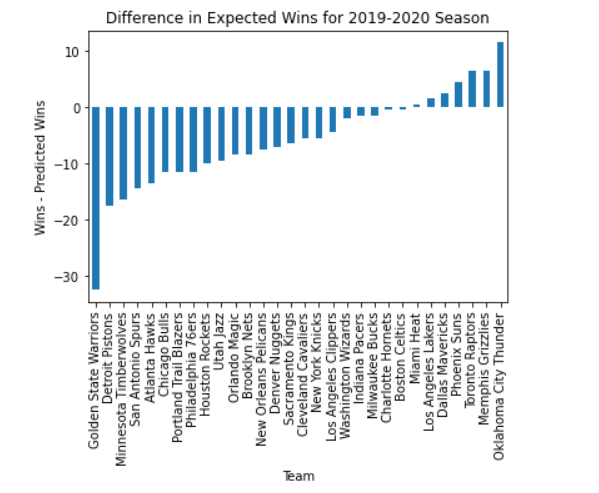 Difference in Expected Wins for 2019-2020 Season
Wins - Predicted Wins
10
0
−10
−20
−30
Golden State Warriors
Detroit Pistons
Minnesota Timberwolves
San Antonio Spurs
Atlanta Hawks
Chicago Bulls
Portland Trail Blazers
Philadelphia 76ers
Houston Rockets
Utah Jazz
Orlando Magic
Brooklyn Nets
New Orleans Pelicans
Denver Nuggets
Sacramento Kings
Cleveland Cavaliers
New York Knicks
Los Angeles Clippers
Washington Wizards
Indiana Pacers
Milwaukee Bucks
Charlotte Hornets
Boston Celtics
Miami Heat
Los Angeles Lakers
Dallas Mavericks
Phoenix Suns
Toronto Raptors
Memphis Grizzlies
Oklahoma City Thunder
Team